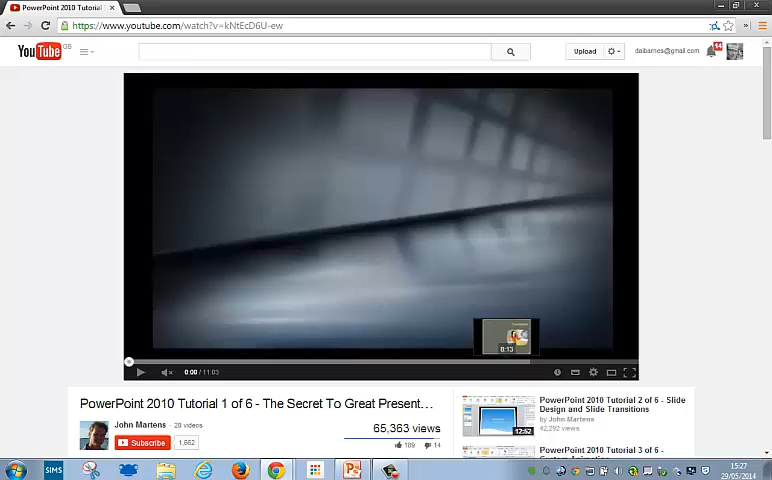 PowerPoint 2010 Tutorial
https://www.youtube.com/watch?v=kNtEcD6U-ew
YouTube GB
Upload
daibarnes@gmail.com
14
8:13
0:00 / 11:03
PowerPoint 2010 Tutorial 1 of 6 - The Secret To Great Present...
John Martens - 20 videos
Subscribe 1,662
65,363 views
189 14
PowerPoint 2010 Tutorial 2 of 6 - Slide
Design and Slide Transitions
by John Martens
42,292 views
12:52
PowerPoint 2010 Tutorial 3 of 6 -
SIMS
15:27
29/05/2014